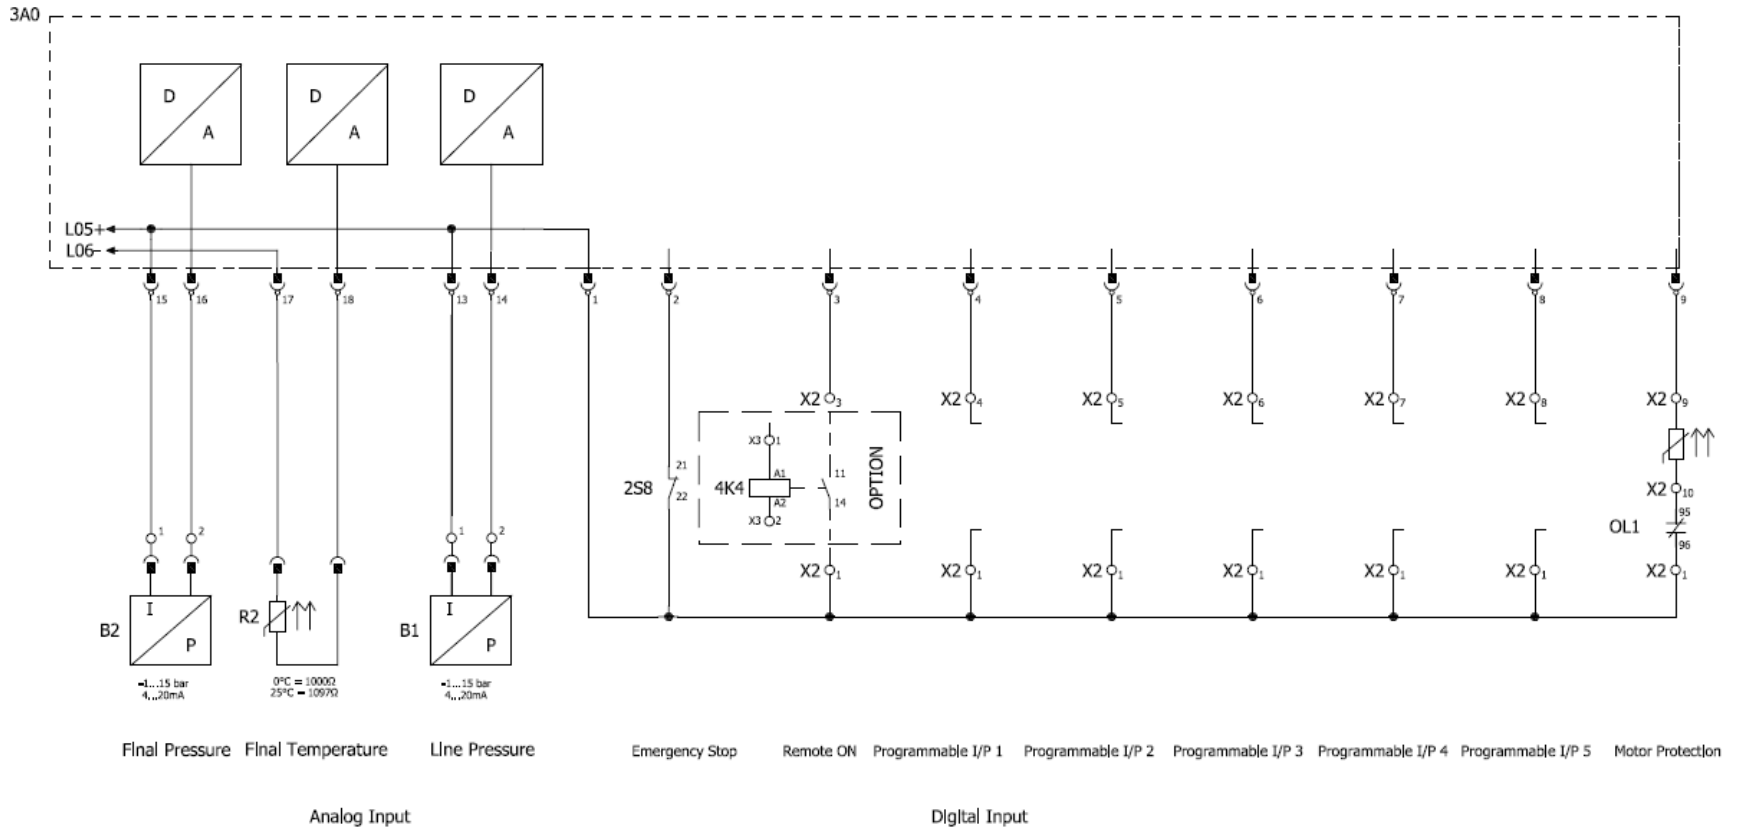 3A0
D D D
A A A
L05+
L06-
15 16 17 18 13 14 1 2 3 4 5 6 7 8 9
X2 3 X2 4 X2 5 X2 6 X2 7 X2 8 X2 9
X3 1
21 A1 11
2S8 4K4 OPTION X2 10
22 A2 14
X3 2
95
OL1
96
1 2 1 2
X2 1 X2 1 X2 1 X2 1 X2 1 X2 1 X2 1
I I
B2 R2 B1
P P
-1...15 bar 0°C = 1000Ω -1...15 bar
4...20mA 25°C = 1097Ω 4...20mA
Final Pressure Final Temperature Line Pressure Emergency Stop Remote ON Programmable I/P 1 Programmable I/P 2 Programmable I/P 3 Programmable I/P 4 Programmable I/P 5 Motor Protection
Analog Input Digital Input